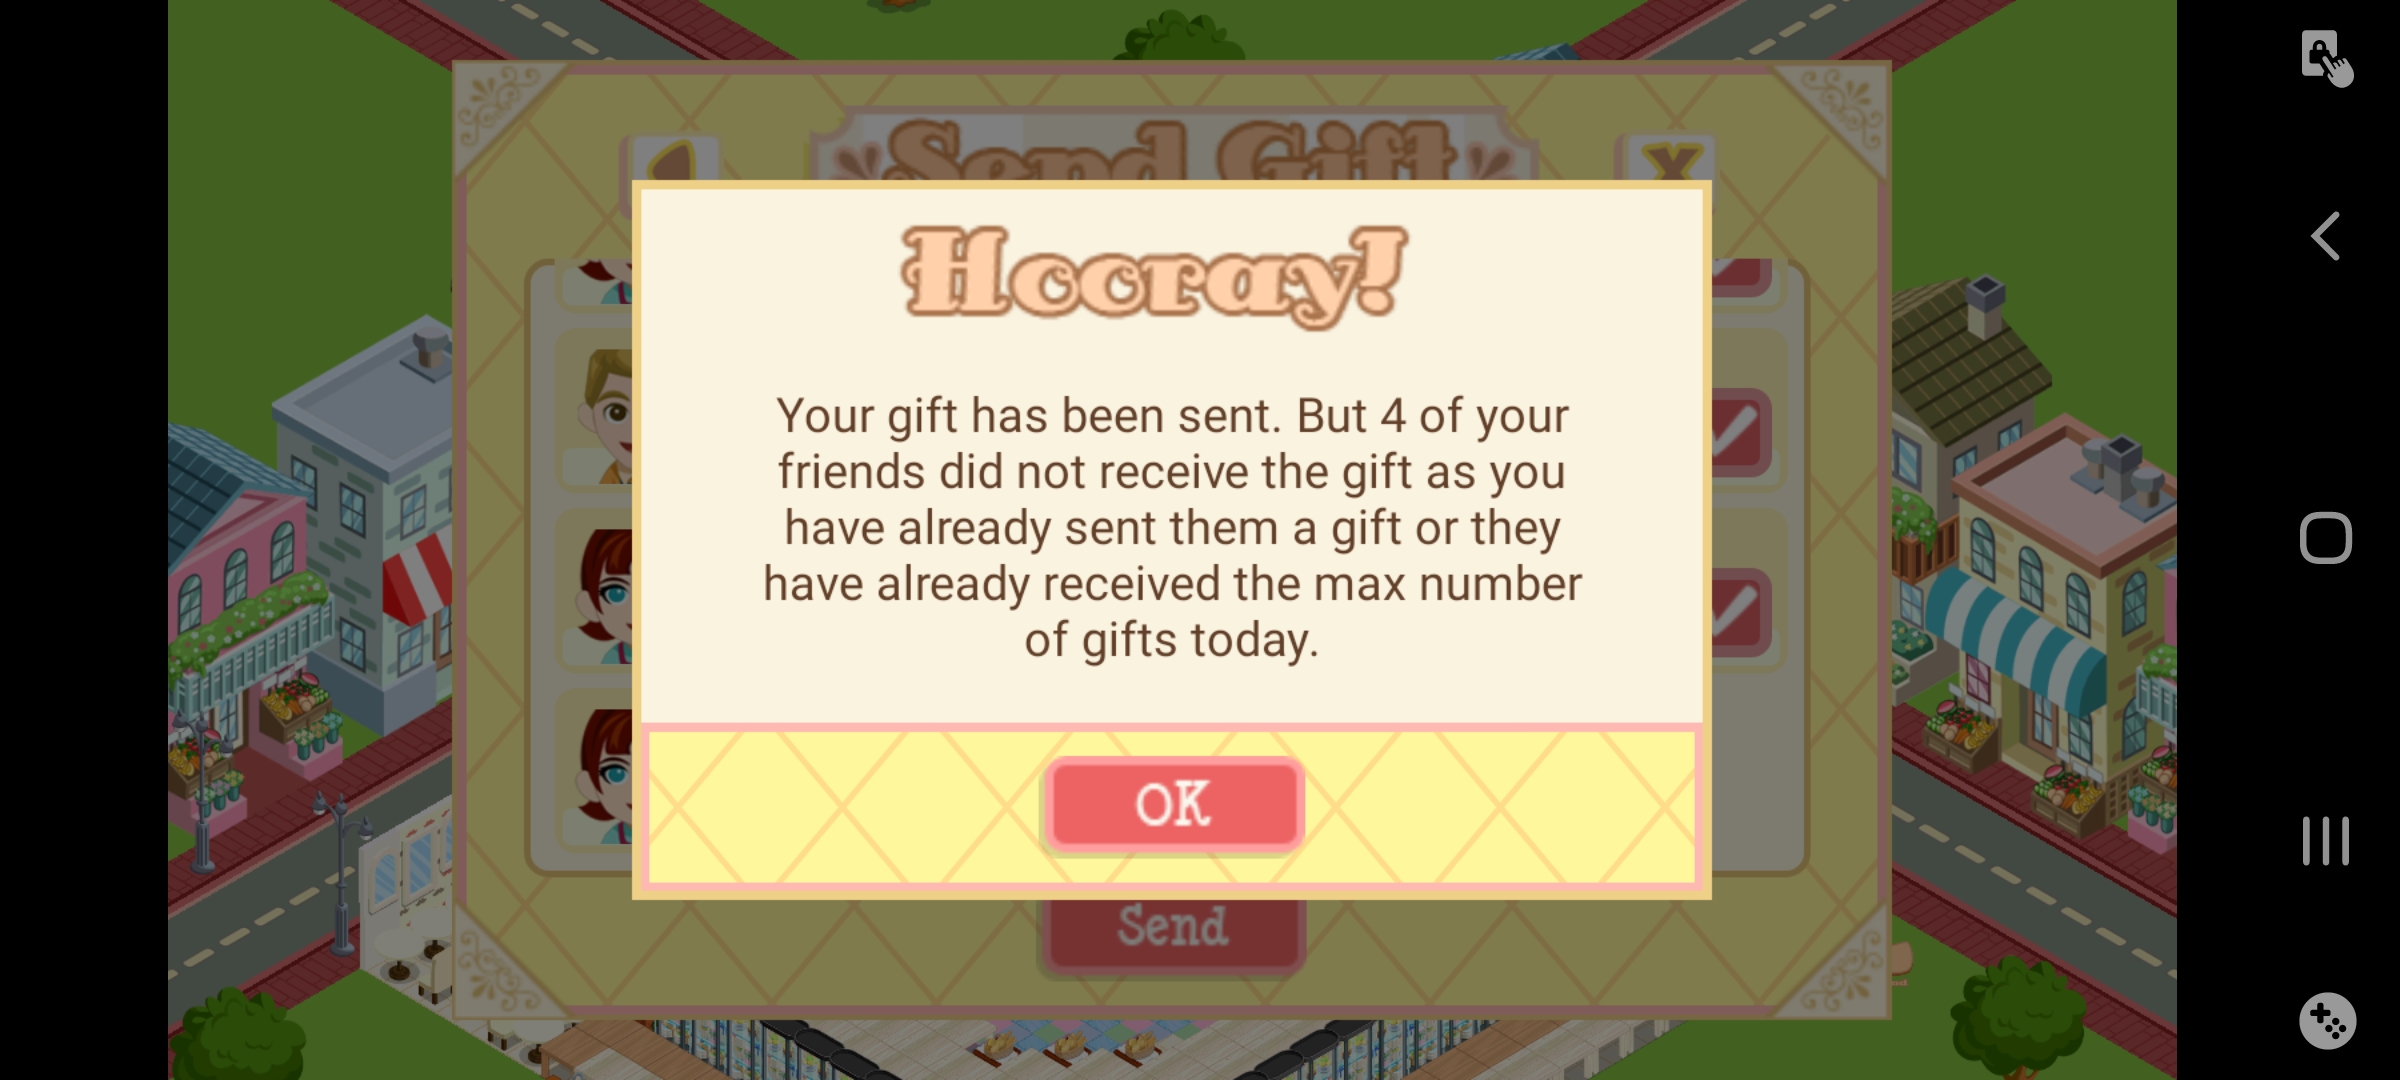 Send Gift
X
Hooray!
Your gift has been sent. But 4 of your
friends did not receive the gift as you
have already sent them a gift or they
have already received the max number
of gifts today.
OK
Send